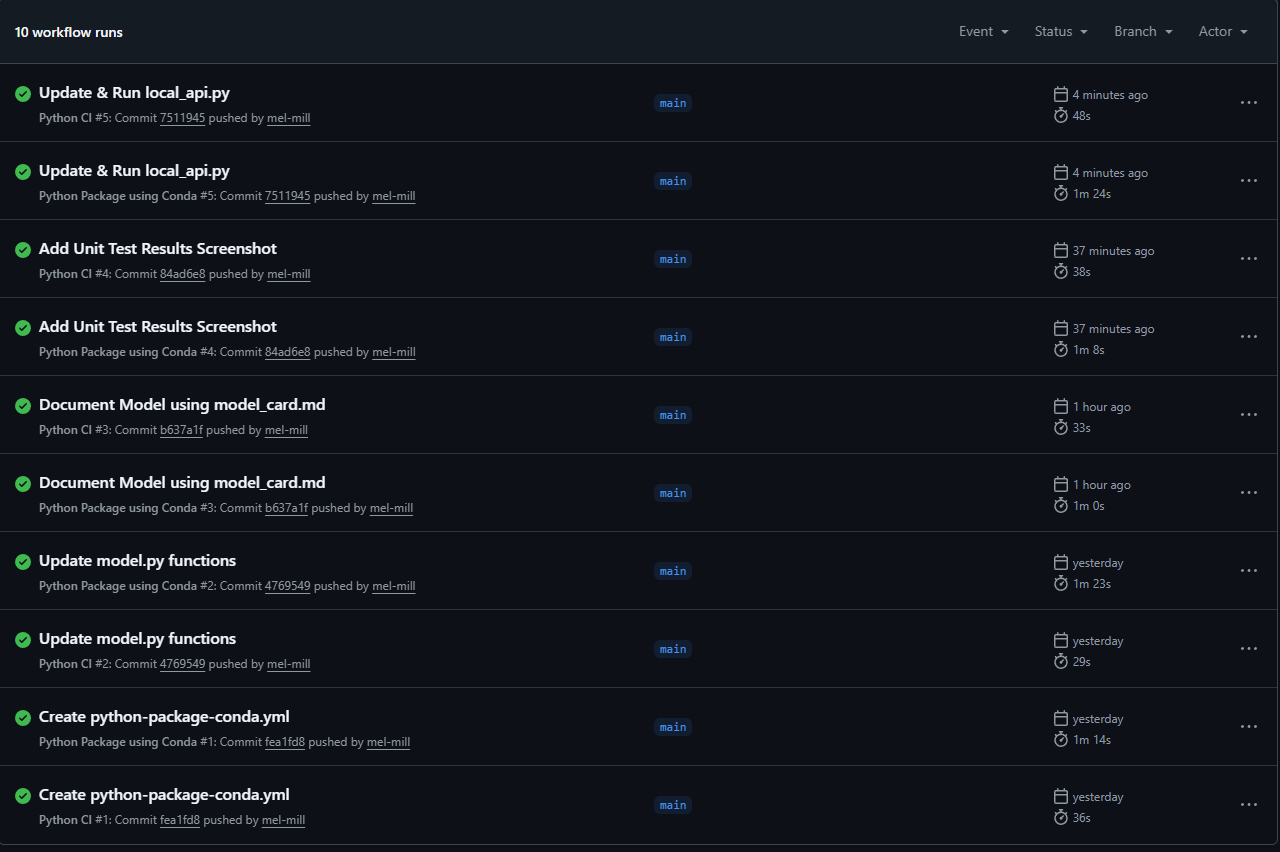 10 workflow runs
Event Status Branch Actor
Update & Run local_api.py
Python CI #5: Commit 7511945 pushed by mel-mill
main
4 minutes ago
48s
Update & Run local_api.py
Python Package using Conda #5: Commit 7511945 pushed by mel-mill
main
4 minutes ago
1m 24s
Add Unit Test Results Screenshot
Python CI #4: Commit 84ad6e8 pushed by mel-mill
main
37 minutes ago
38s
Add Unit Test Results Screenshot
Python Package using Conda #4: Commit 84ad6e8 pushed by mel-mill
main
37 minutes ago
1m 8s
Document Model using model_card.md
Python CI #3: Commit b637a1f pushed by mel-mill
main
1 hour ago
33s
Document Model using model_card.md
Python Package using Conda #3: Commit b637a1f pushed by mel-mill
main
1 hour ago
1m 0s
Update model.py functions
Python Package using Conda #2: Commit 4769549 pushed by mel-mill
main
yesterday
1m 23s
Update model.py functions
Python CI #2: Commit 4769549 pushed by mel-mill
main
yesterday
29s
Create python-package-conda.yml
Python Package using Conda #1: Commit fea1fd8 pushed by mel-mill
main
yesterday
1m 14s
Create python-package-conda.yml
Python CI #1: Commit fea1fd8 pushed by mel-mill
main
yesterday
36s